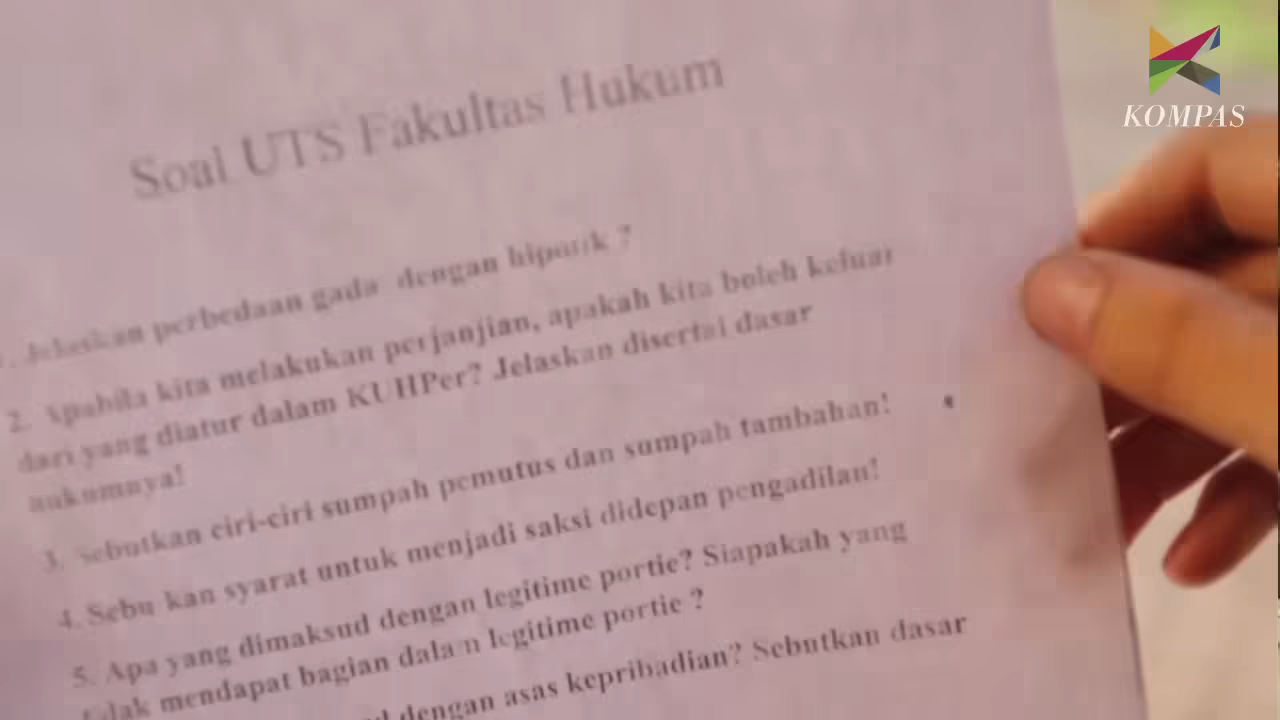 KOMPAS
Soal UTS Fakultas Hukum
Jelaskan perbedaan gada dengan hipotik ?
2. Apabila kita melakukan perjanjian, apakah kita boleh keluar
dari yang diatur dalam KUHPer? Jelaskan disertai dasar
hukumnya!
3. Sebutkan ciri-ciri sumpah pemutus dan sumpah tambahan!
4. Sebu kan syarat untuk menjadi saksi didepan pengadilan!
5. Apa yang dimaksud dengan legitime portie? Siapakah yang
tidak mendapat bagian dalam legitime portie ?
dengan asas kepribadian? Sebutkan dasar